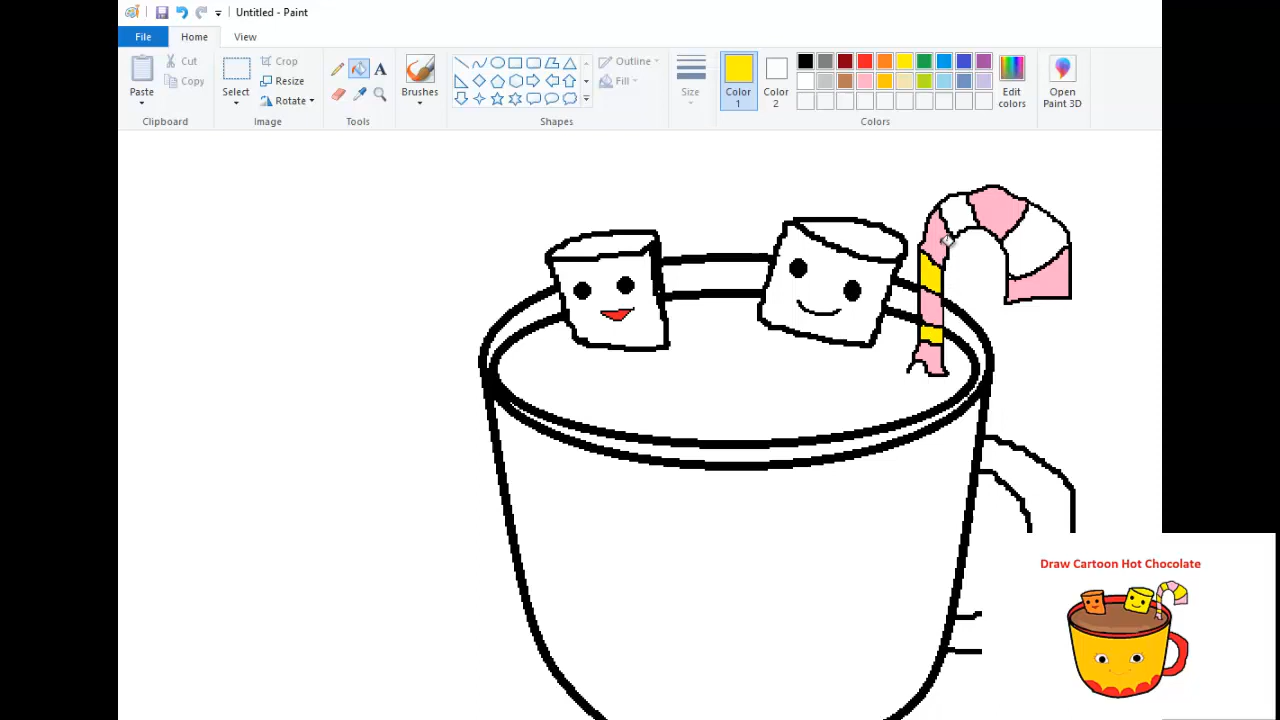 Untitled - Paint
File Home View
Paste
Cut
Copy
Clipboard
Select
Crop
Resize
Rotate
Image
A
Tools
Brushes
Outline
Fill
Shapes
Size
Color
1
Color
2
Edit
colors
Colors
Open
Paint 3D
Draw Cartoon Hot Chocolate